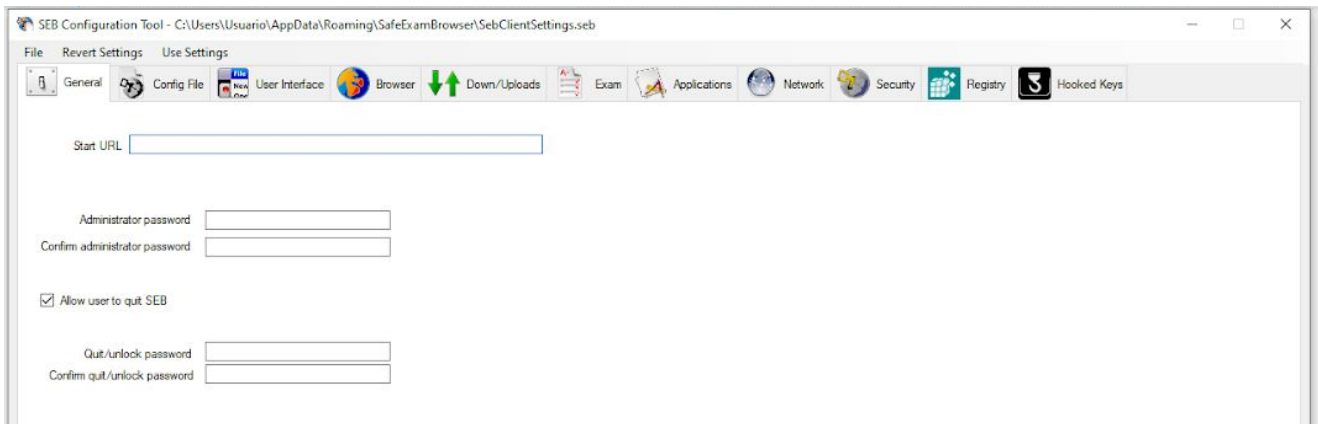 SEB Configuration Tool - C:\Users\Usuario\AppData\Roaming\SafeExamBrowser\SebClientSettings.seb
File Revert Settings Use Settings
General Config File User Interface Browser Down/Uploads Exam Applications Network Security Registry Hooked Keys
Start URL
Administrator password
Confirm administrator password
Allow user to quit SEB
Quit/unlock password
Confirm quit/unlock password